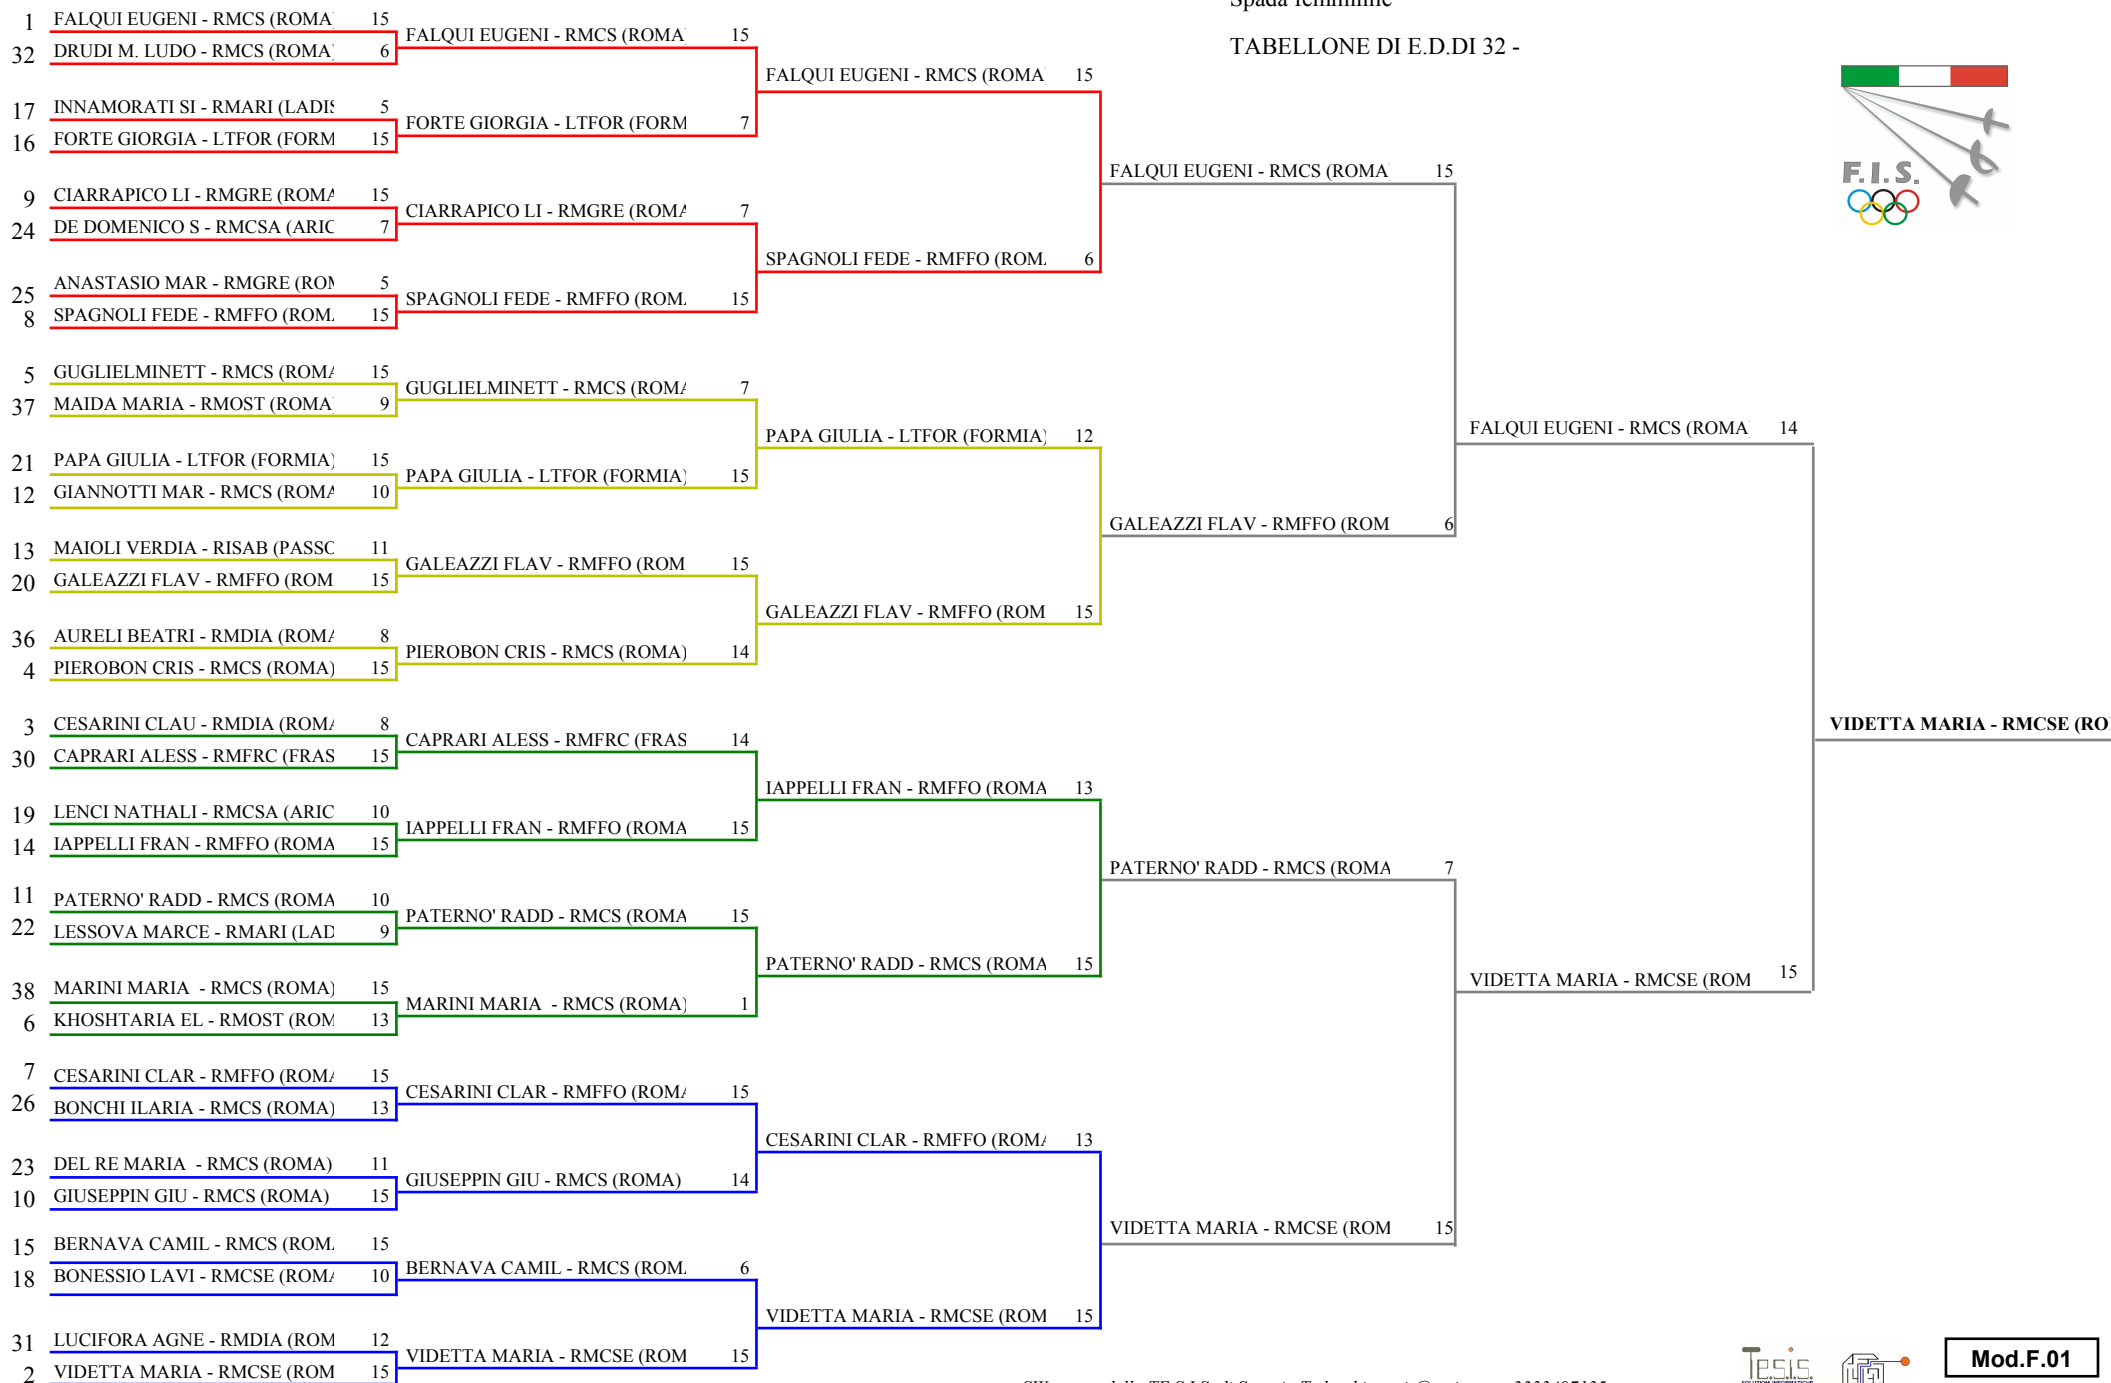 Spada femminile
TABELLONE DI E.D.DI 32 -
F.I.S.
1 FALQUI EUGENI - RMCS (ROMA 15
32 DRUDI M. LUDO - RMCS (ROMA) 6
17 INNAMORATI SI - RMARI (LADIS 5
16 FORTE GIORGIA - LTFOR (FORM 15
9 CIARRAPICO LI - RMGRE (ROMA 15
24 DE DOMENICO S - RMCSA (ARIC 7
25 ANASTASIO MAR - RMGRE (ROM 5
8 SPAGNOLI FEDE - RMFFO (ROM. 15
5 GUGLIELMINETT - RMCS (ROMA 15
37 MAIDA MARIA - RMOST (ROMA) 9
21 PAPA GIULIA - LTFOR (FORMIA) 15
12 GIANNOTTI MAR - RMCS (ROMA 10
13 MAIOLI VERDIA - RISAB (PASSO 11
20 GALEAZZI FLAV - RMFFO (ROM 15
36 AURELI BEATRI - RMDIA (ROMA 8
4 PIEROBON CRIS - RMCS (ROMA) 15
3 CESARINI CLAU - RMDIA (ROMA 8
30 CAPRARI ALESS - RMFRC (FRAS 15
19 LENCI NATHALI - RMCSA (ARIC 10
14 IAPPELLI FRAN - RMFFO (ROMA 15
11 PATERNO' RADD - RMCS (ROMA 10
22 LESSOVA MARCE - RMARI (LAD 9
38 MARINI MARIA - RMCS (ROMA) 15
6 KHOSHTARIA EL - RMOST (ROM 13
7 CESARINI CLAR - RMFFO (ROMA 15
26 BONCHI ILARIA - RMCS (ROMA) 13
23 DEL RE MARIA - RMCS (ROMA) 11
10 GIUSEPPIN GIU - RMCS (ROMA) 15
15 BERNAVA CAMIL - RMCS (ROM. 15
18 BONESSIO LAVI - RMCSE (ROMA 10
31 LUCIFORA AGNE - RMDIA (ROM 12
2 VIDETTA MARIA - RMCSE (ROM 15
FALQUI EUGENI - RMCS (ROMA 15
FORTE GIORGIA - LTFOR (FORM 7
CIARRAPICO LI - RMGRE (ROMA 7
SPAGNOLI FEDE - RMFFO (ROM. 15
GUGLIELMINETT - RMCS (ROMA 7
PAPA GIULIA - LTFOR (FORMIA) 15
GALEAZZI FLAV - RMFFO (ROM 15
PIEROBON CRIS - RMCS (ROMA) 14
CAPRARI ALESS - RMFRC (FRAS 14
IAPPELLI FRAN - RMFFO (ROMA 15
PATERNO' RADD - RMCS (ROMA 15
MARINI MARIA - RMCS (ROMA) 1
CESARINI CLAR - RMFFO (ROMA 15
GIUSEPPIN GIU - RMCS (ROMA) 14
BERNAVA CAMIL - RMCS (ROM. 6
VIDETTA MARIA - RMCSE (ROM 15
FALQUI EUGENI - RMCS (ROMA 15
SPAGNOLI FEDE - RMFFO (ROM. 6
PAPA GIULIA - LTFOR (FORMIA) 12
GALEAZZI FLAV - RMFFO (ROM 15
IAPPELLI FRAN - RMFFO (ROMA 13
PATERNO' RADD - RMCS (ROMA 15
CESARINI CLAR - RMFFO (ROMA 13
VIDETTA MARIA - RMCSE (ROM 15
FALQUI EUGENI - RMCS (ROMA 15
GALEAZZI FLAV - RMFFO (ROM 6
PATERNO' RADD - RMCS (ROMA 7
VIDETTA MARIA - RMCSE (ROM 15
FALQUI EUGENI - RMCS (ROMA 14
VIDETTA MARIA - RMCSE (ROM 15
VIDETTA MARIA - RMCSE (RO
Te.s.i.s.
Mod.F.01